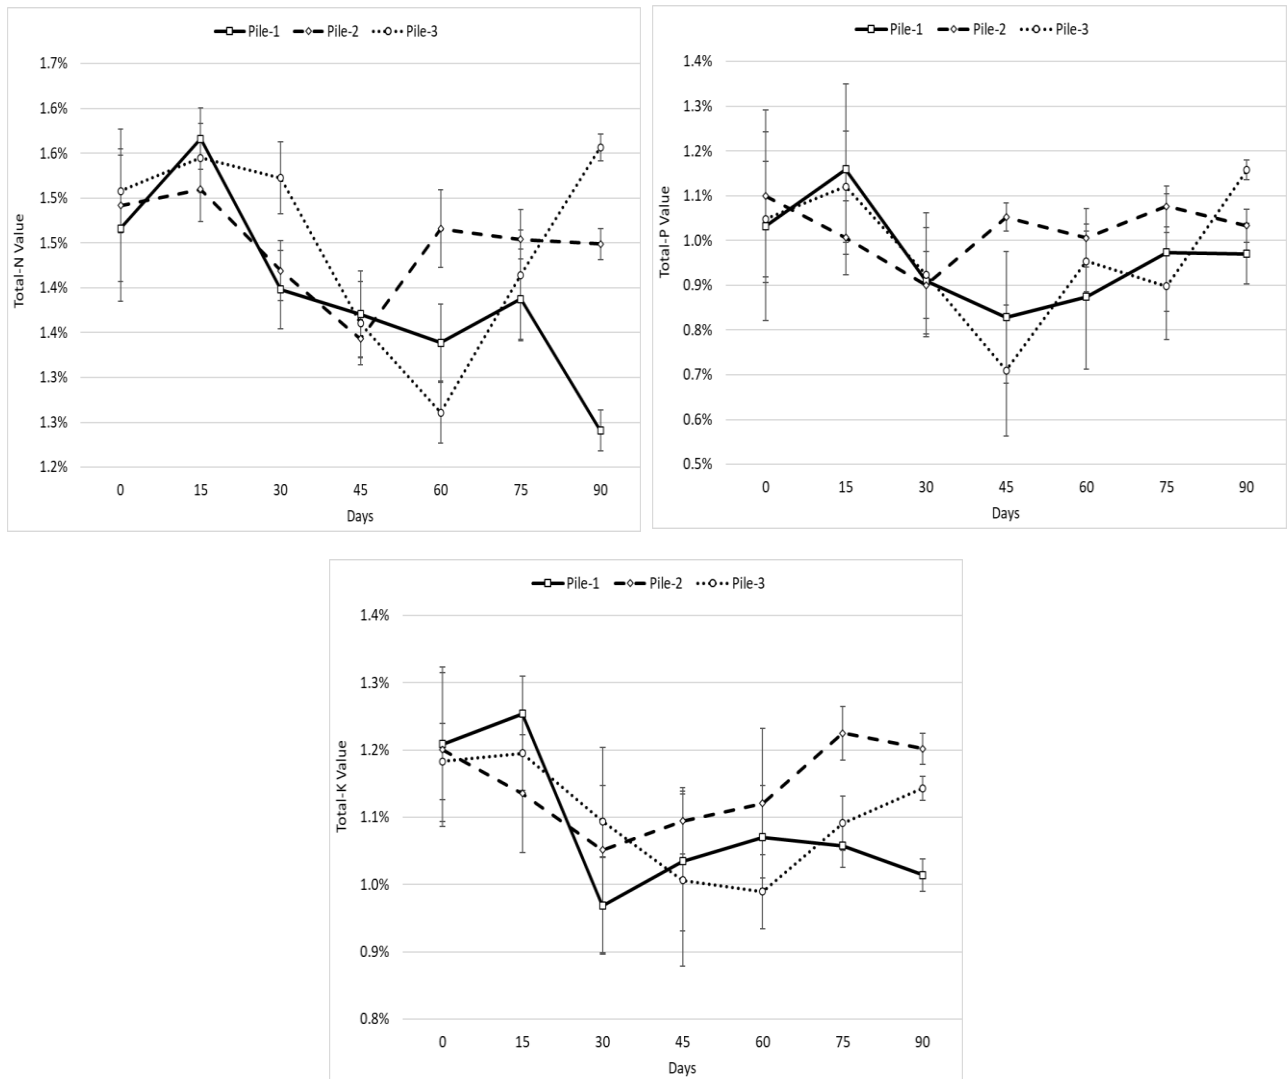 Pile-1 Pile-2 Pile-3
1.7%
1.6%
1.6%
1.5%
1.5%
1.4%
1.4%
1.3%
1.3%
1.2%
Total-N Value
0 15 30 45 60 75 90
Days
Pile-1 Pile-2 Pile-3
1.4%
1.3%
1.2%
1.1%
1.0%
0.9%
0.8%
0.7%
0.6%
0.5%
Total-P Value
0 15 30 45 60 75 90
Days
Pile-1 Pile-2 Pile-3
1.4%
1.3%
1.2%
1.1%
1.0%
0.9%
0.8%
Total-K Value
0 15 30 45 60 75 90
Days